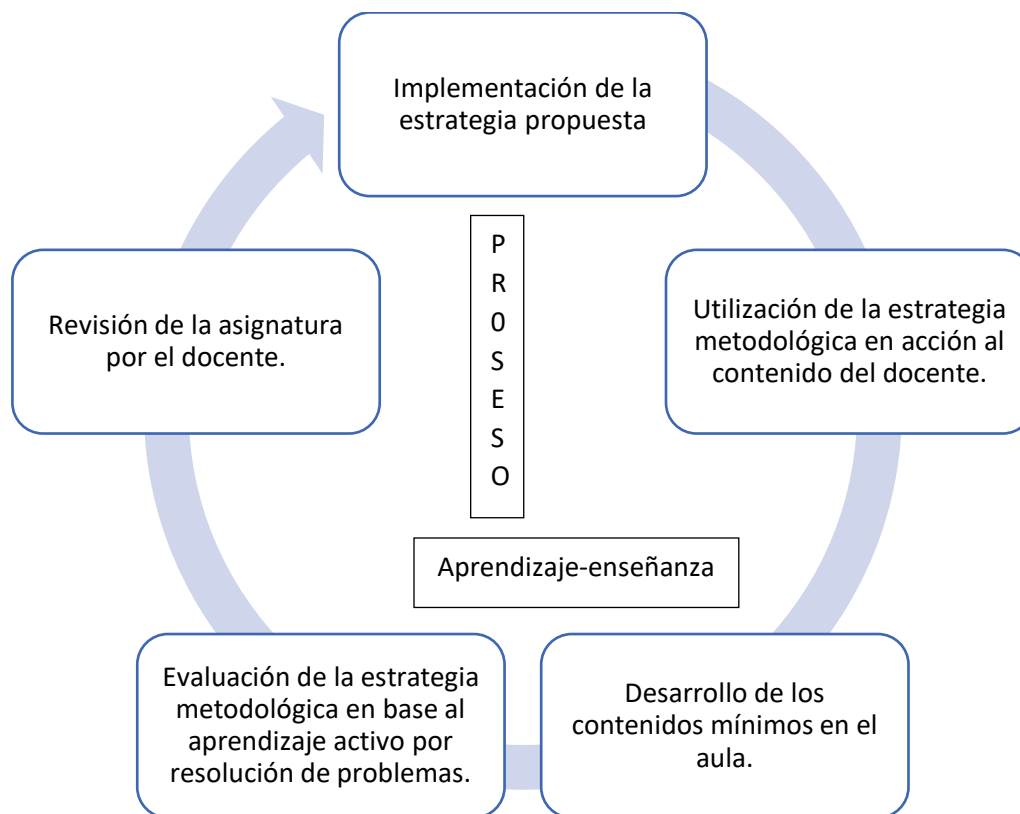 Implementación de la
estrategia propuesta
Utilización de la estrategia
metodológica en acción al
contenido del docente.
Desarrollo de los
contenidos mínimos en el
aula.
Evaluación de la estrategia
metodológica en base al
aprendizaje activo por
resolución de problemas.
Revisión de la asignatura
por el docente.
P
R
0
S
E
S
O
Aprendizaje-enseñanza